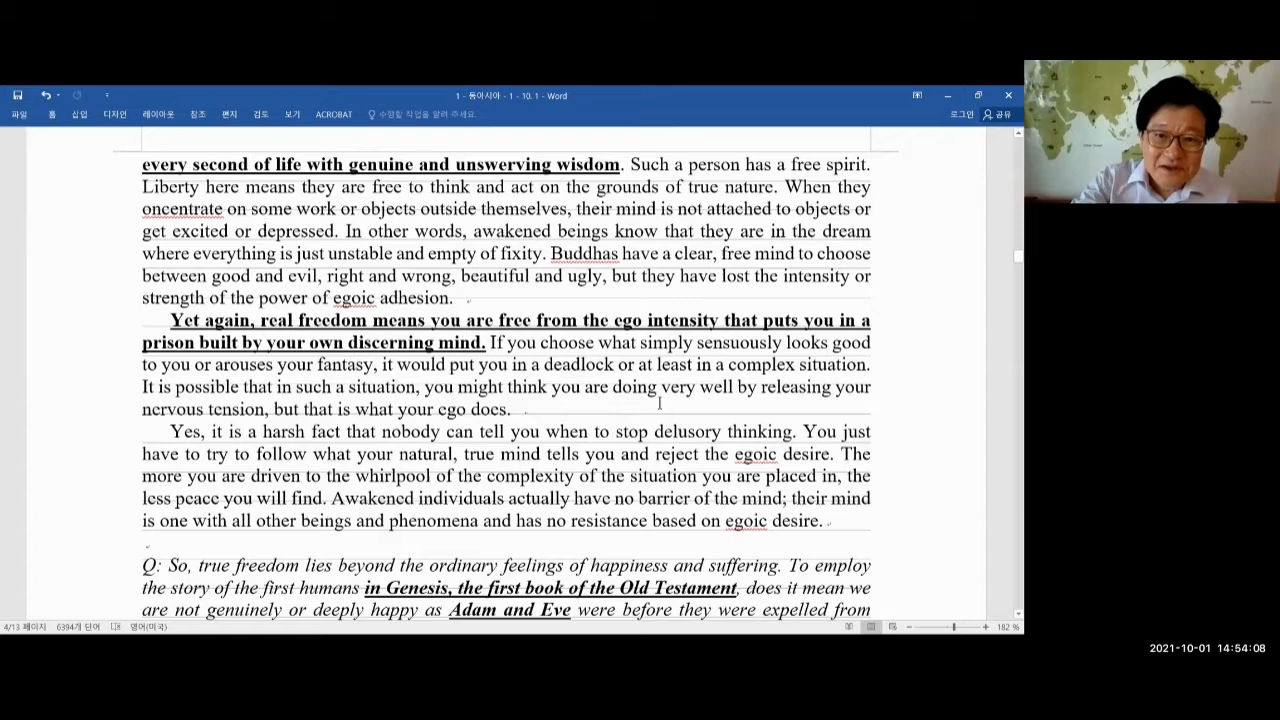 1 - 동아시아 - 1 - 10. 1 - Word
파일 홈 삽입 디자인 레이아웃 참조 편지 검토 보기 ACROBAT 수행할 작업을 알려 주세요. 로그인 공유
every second of life with genuine and unswerving wisdom. Such a person has a free spirit.
Liberty here means they are free to think and act on the grounds of true nature. When they
oncentrate on some work or objects outside themselves, their mind is not attached to objects or
get excited or depressed. In other words, awakened beings know that they are in the dream
where everything is just unstable and empty of fixity. Buddhas have a clear, free mind to choose
between good and evil, right and wrong, beautiful and ugly, but they have lost the intensity or
strength of the power of egoic adhesion.
Yet again, real freedom means you are free from the ego intensity that puts you in a
prison built by your own discerning mind. If you choose what simply sensuously looks good
to you or arouses your fantasy, it would put you in a deadlock or at least in a complex situation.
It is possible that in such a situation, you might think you are doing very well by releasing your
nervous tension, but that is what your ego does.
Yes, it is a harsh fact that nobody can tell you when to stop delusory thinking. You just
have to try to follow what your natural, true mind tells you and reject the egoic desire. The
more you are driven to the whirlpool of the complexity of the situation you are placed in, the
less peace you will find. Awakened individuals actually have no barrier of the mind; their mind
is one with all other beings and phenomena and has no resistance based on egoic desire.
Q: So, true freedom lies beyond the ordinary feelings of happiness and suffering. To employ
the story of the first humans in Genesis, the first book of the Old Testament, does it mean we
are not genuinely or deeply happy as Adam and Eve were before they were expelled from
4/13 페이지 6394개 단어 영어(미국) 182 %
2021-10-01 14:54:08